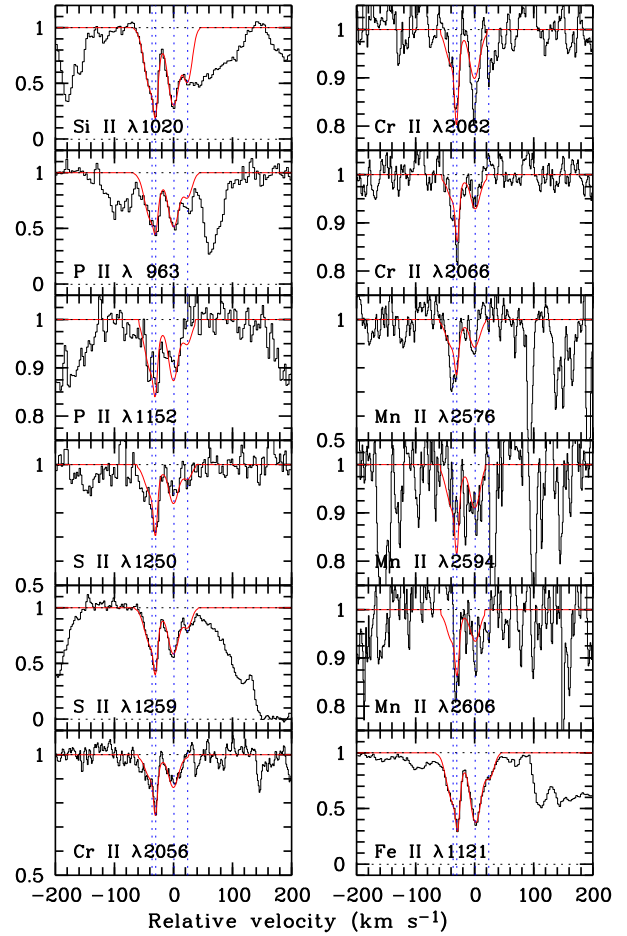 1
0.5
0
Si II λ1020
1
0.5
0
P II λ 963
1
0.9
0.8
P II λ1152
1
0.5
S II λ1250
1
0.5
0
S II λ1259
1
0.5
Cr II λ2056
-200 -100 0 100 200
1
0.9
0.8
Cr II λ2062
1
0.9
0.8
Cr II λ2066
1
0.9
0.8
Mn II λ2576
0.5
1
0.9
0.8
Mn II λ2594
1
0.9
0.8
Mn II λ2606
1
0.5
0
Fe II λ1121
-200 -100 0 100 200
Relative velocity (km s⁻¹)